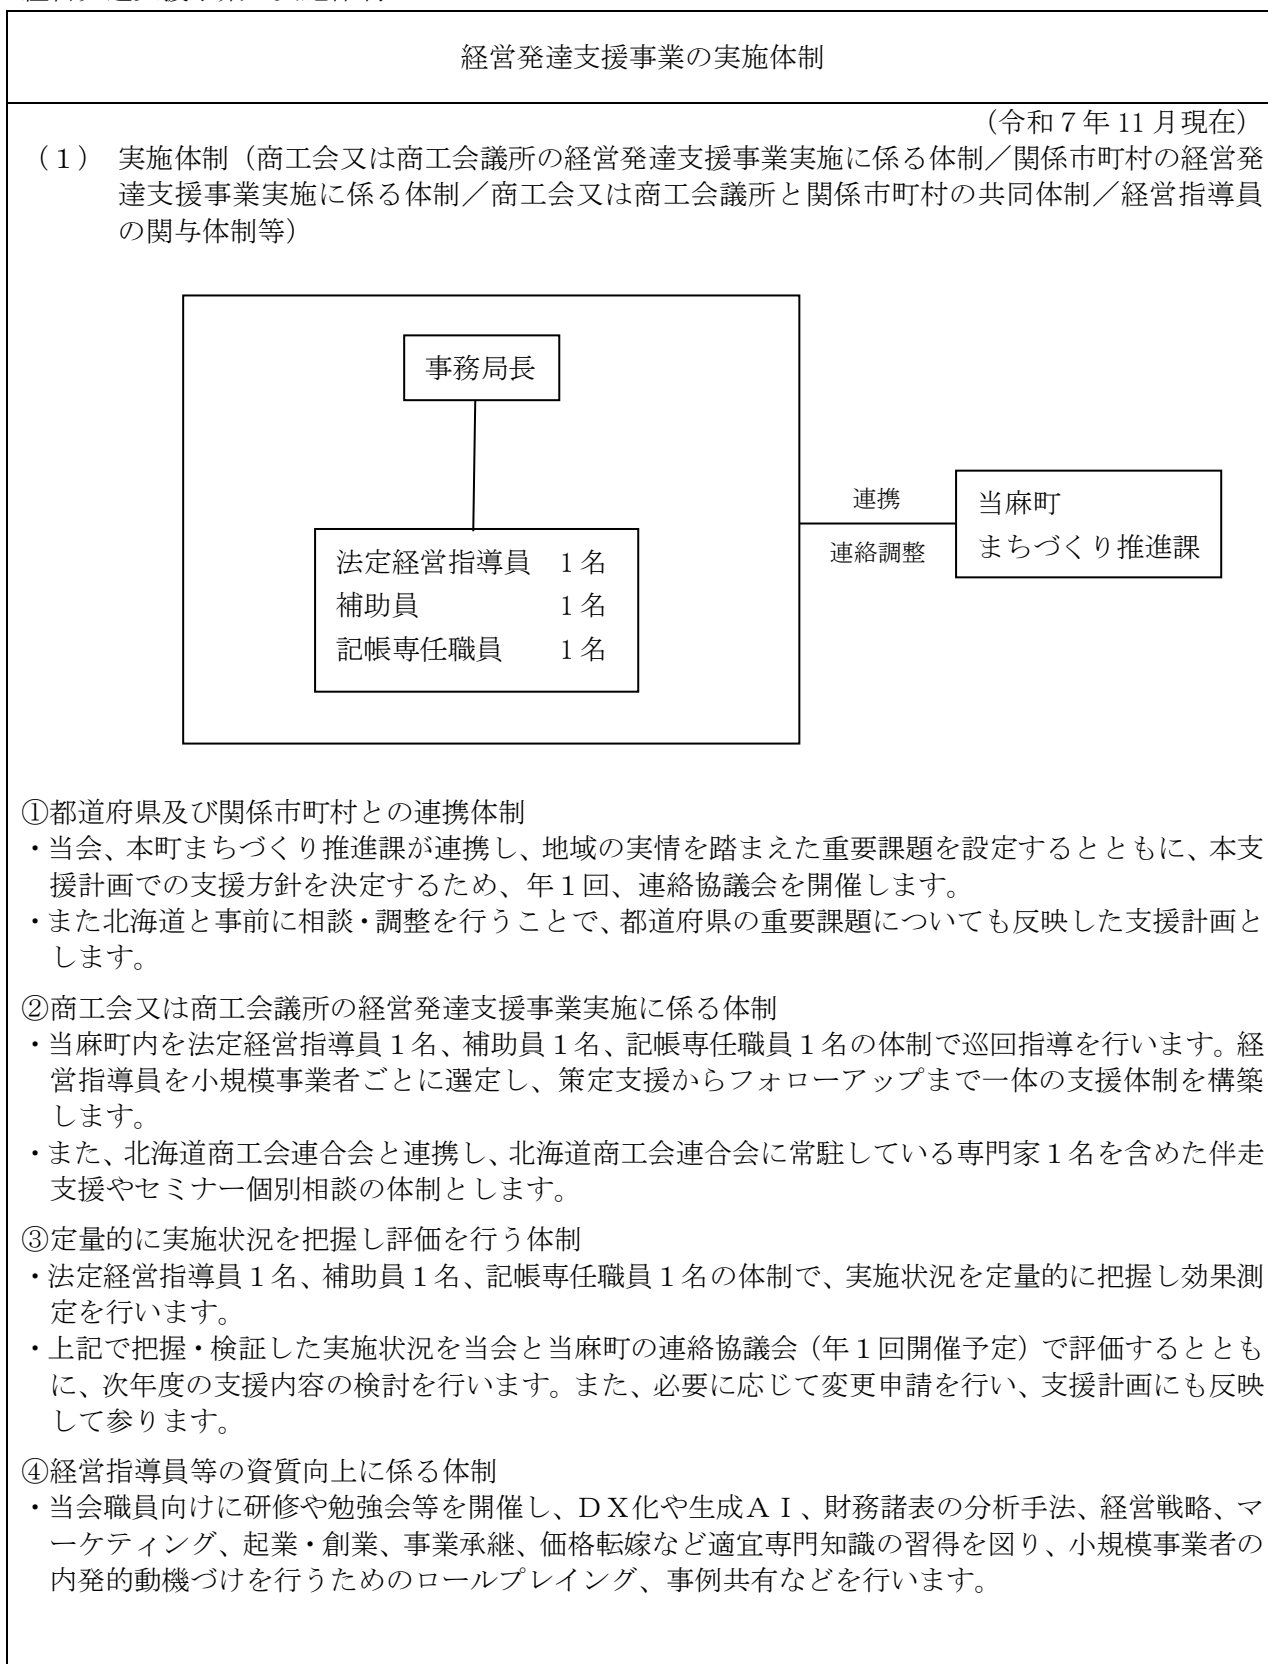 経営発達支援事業の実施体制
（令和７年 11 月現在）
（１） 実施体制（商工会又は商工会議所の経営発達支援事業実施に係る体制／関係市町村の経営発
達支援事業実施に係る体制／商工会又は商工会議所と関係市町村の共同体制／経営指導員
の関与体制等）
事務局長
法定経営指導員 １名
補助員 １名
記帳専任職員 １名
連携
連絡調整
当麻町
まちづくり推進課
①都道府県及び関係市町村との連携体制
・当会、本町まちづくり推進課が連携し、地域の実情を踏まえた重要課題を設定するとともに、本支
援計画での支援方針を決定するため、年１回、連絡協議会を開催します。
・また北海道と事前に相談・調整を行うことで、都道府県の重要課題についても反映した支援計画と
します。
②商工会又は商工会議所の経営発達支援事業実施に係る体制
・当麻町内を法定経営指導員１名、補助員１名、記帳専任職員１名の体制で巡回指導を行います。経
営指導員を小規模事業者ごとに選定し、策定支援からフォローアップまで一体の支援体制を構築
します。
・また、北海道商工会連合会と連携し、北海道商工会連合会に常駐している専門家１名を含めた伴走
支援やセミナー個別相談の体制とします。
③定量的に実施状況を把握し評価を行う体制
・法定経営指導員１名、補助員１名、記帳専任職員１名の体制で、実施状況を定量的に把握し効果測
定を行います。
・上記で把握・検証した実施状況を当会と当麻町の連絡協議会（年１回開催予定）で評価するととも
に、次年度の支援内容の検討を行います。また、必要に応じて変更申請を行い、支援計画にも反映
して参ります。
④経営指導員等の資質向上に係る体制
・当会職員向けに研修や勉強会等を開催し、ＤＸ化や生成ＡＩ、財務諸表の分析手法、経営戦略、マ
ーケティング、起業・創業、事業承継、価格転嫁など適宜専門知識の習得を図り、小規模事業者の
内発的動機づけを行うためのロールプレイング、事例共有などを行います。